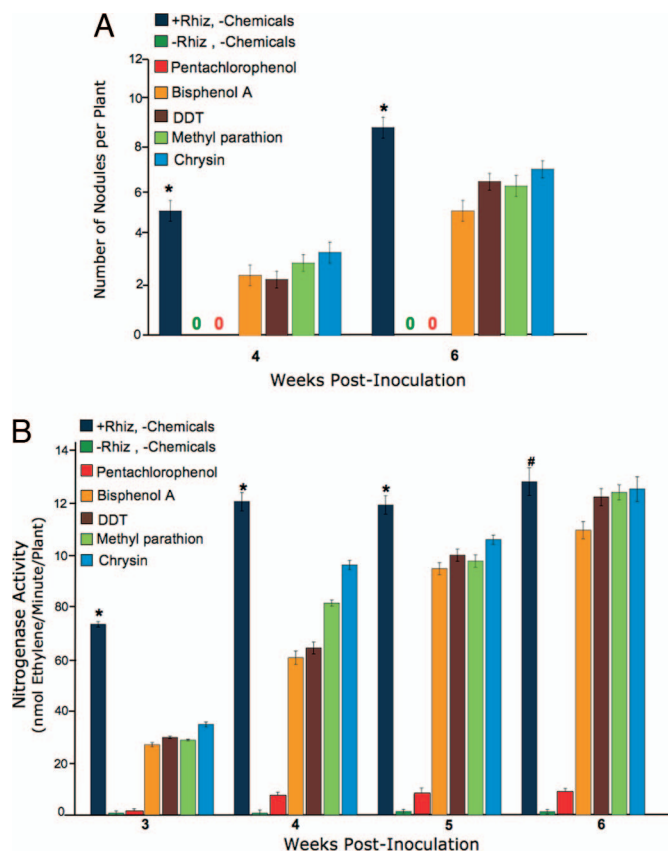 A
+Rhiz, -Chemicals
-Rhiz , -Chemicals
Pentachlorophenol
Bisphenol A
DDT
Methyl parathion
Chrysin
Number of Nodules per Plant
12
10
8
6
4
2
0
*
0 0
*
0 0
4 6
Weeks Post-Inoculation
B
+Rhiz, -Chemicals
-Rhiz , -Chemicals
Pentachlorophenol
Bisphenol A
DDT
Methyl parathion
Chrysin
Nitrogenase Activity
(nmol Ethylene/Minute/Plant)
14
12
10
80
60
40
20
0
*
*
*
#
3 4 5 6
Weeks Post-Inoculation